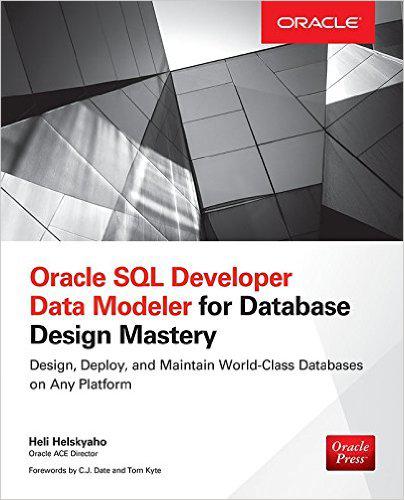 ORACLE
Oracle SQL Developer
Data Modeler for Database
Design Mastery
Design, Deploy, and Maintain World-Class Databases
on Any Platform
Heli Helskyaho
Oracle ACE Director
Forewords by C.J. Date and Tom Kyte
Oracle
Press™